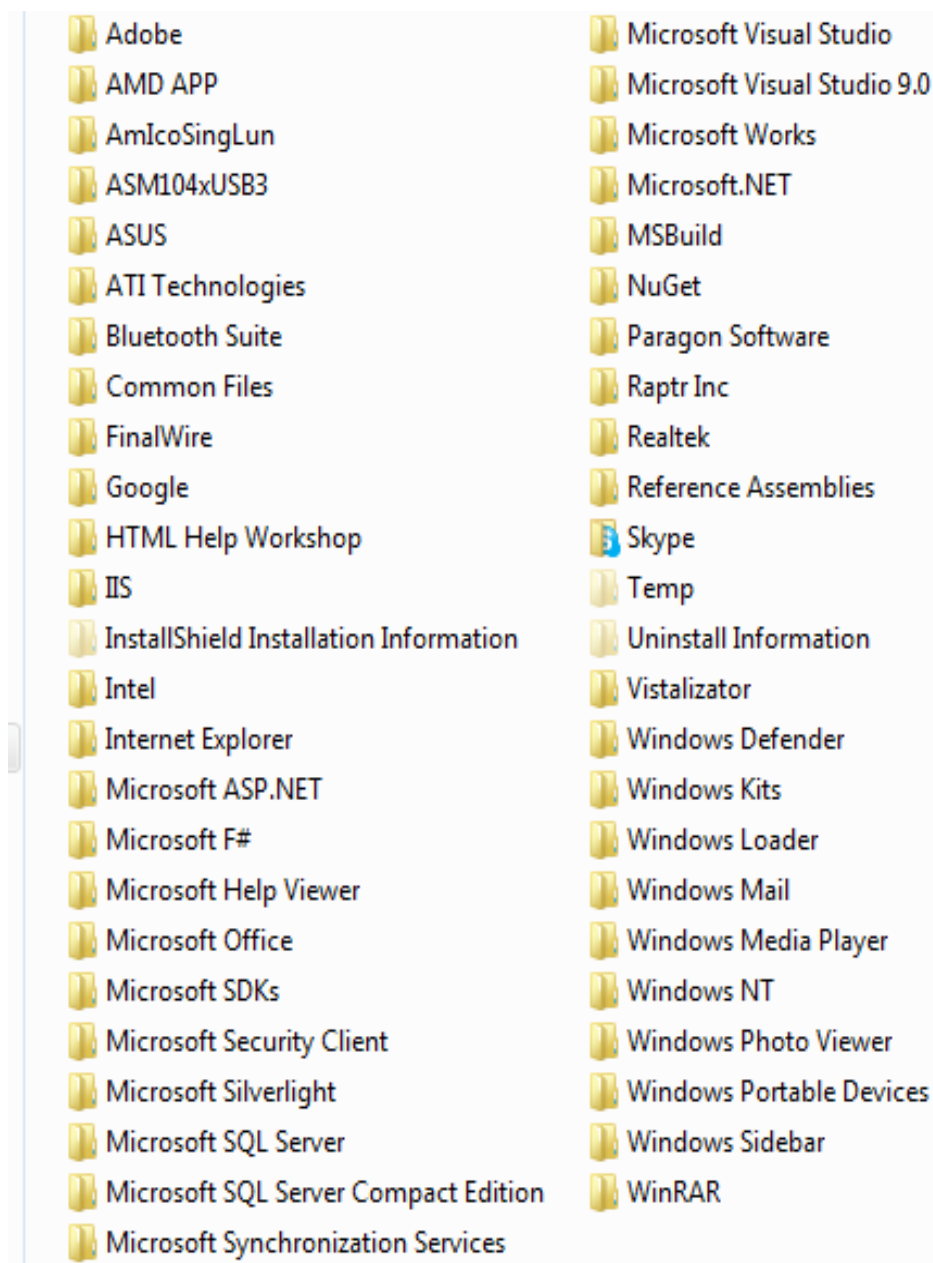 Adobe
AMD APP
AmIcoSingLun
ASM104xUSB3
ASUS
ATI Technologies
Bluetooth Suite
Common Files
FinalWire
Google
HTML Help Workshop
IIS
InstallShield Installation Information
Intel
Internet Explorer
Microsoft ASP.NET
Microsoft F#
Microsoft Help Viewer
Microsoft Office
Microsoft SDKs
Microsoft Security Client
Microsoft Silverlight
Microsoft SQL Server
Microsoft SQL Server Compact Edition
Microsoft Synchronization Services
Microsoft Visual Studio
Microsoft Visual Studio 9.0
Microsoft Works
Microsoft.NET
MSBuild
NuGet
Paragon Software
Raptr Inc
Realtek
Reference Assemblies
Skype
Temp
Uninstall Information
Vistalizator
Windows Defender
Windows Kits
Windows Loader
Windows Mail
Windows Media Player
Windows NT
Windows Photo Viewer
Windows Portable Devices
Windows Sidebar
WinRAR